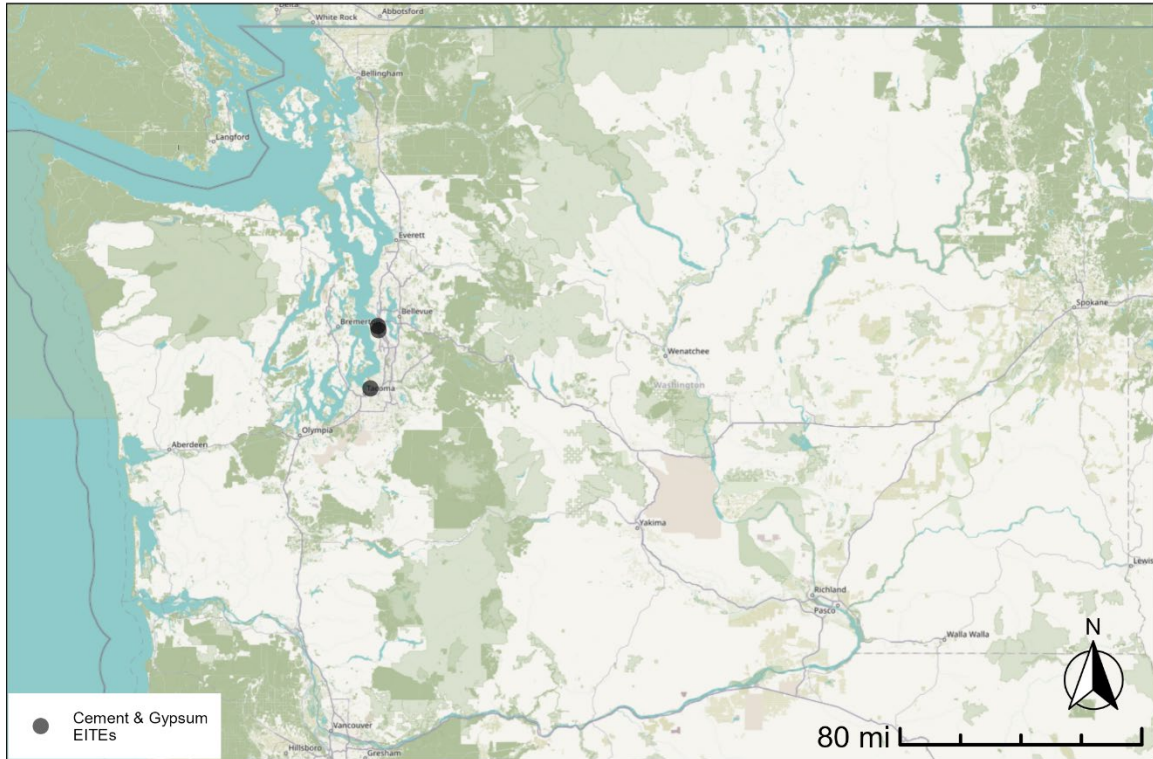 White Rock
Abbotsford
Bellingham
Langford
Everett
Bremerto
Bellevue
Spokane
Wenatchee
Washington
Tacoma
Olympia
Aberdeen
Yakima
Lewis
Richland
Pasco
Walla Walla
N
Cement & Gypsum
EITEs
Vancouver
80 mi
Hillsboro
Gresham